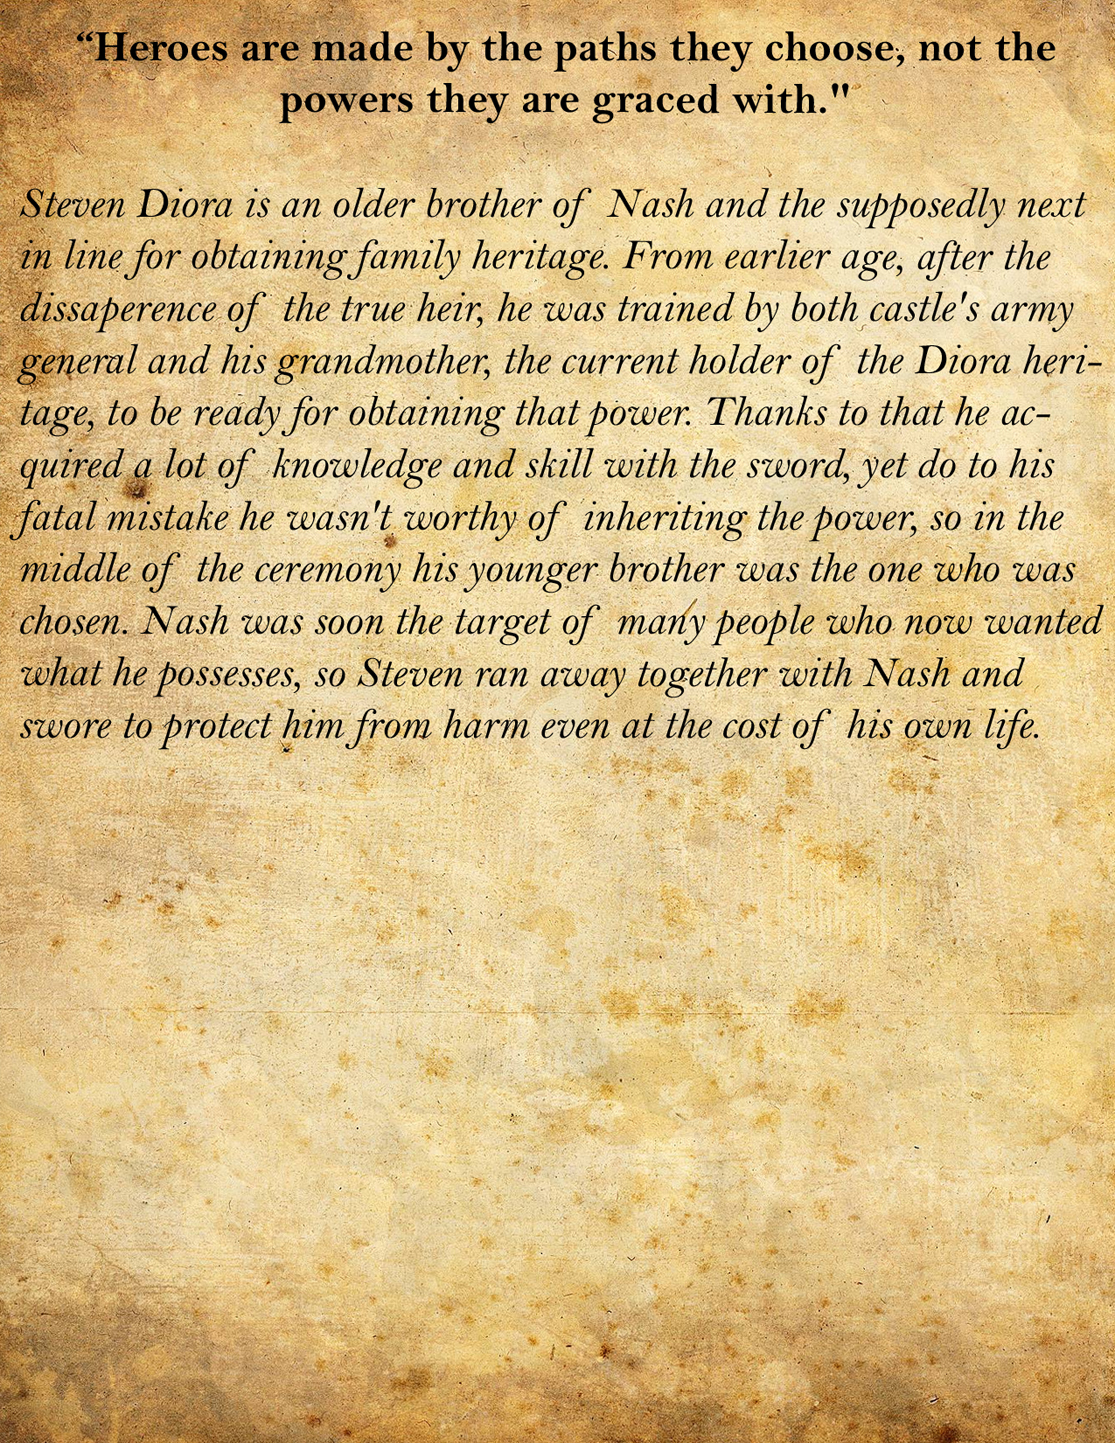 “Heroes are made by the paths they choose, not the
powers they are graced with."
Steven Diora is an older brother of Nash and the supposedly next
in line for obtaining family heritage. From earlier age, after the
dissaperence of the true heir, he was trained by both castle's army
general and his grandmother, the current holder of the Diora heri-
tage, to be ready for obtaining that power. Thanks to that he ac-
quired a lot of knowledge and skill with the sword, yet do to his
fatal mistake he wasn't worthy of inheriting the power, so in the
middle of the ceremony his younger brother was the one who was
chosen. Nash was soon the target of many people who now wanted
what he possesses, so Steven ran away together with Nash and
swore to protect him from harm even at the cost of his own life.